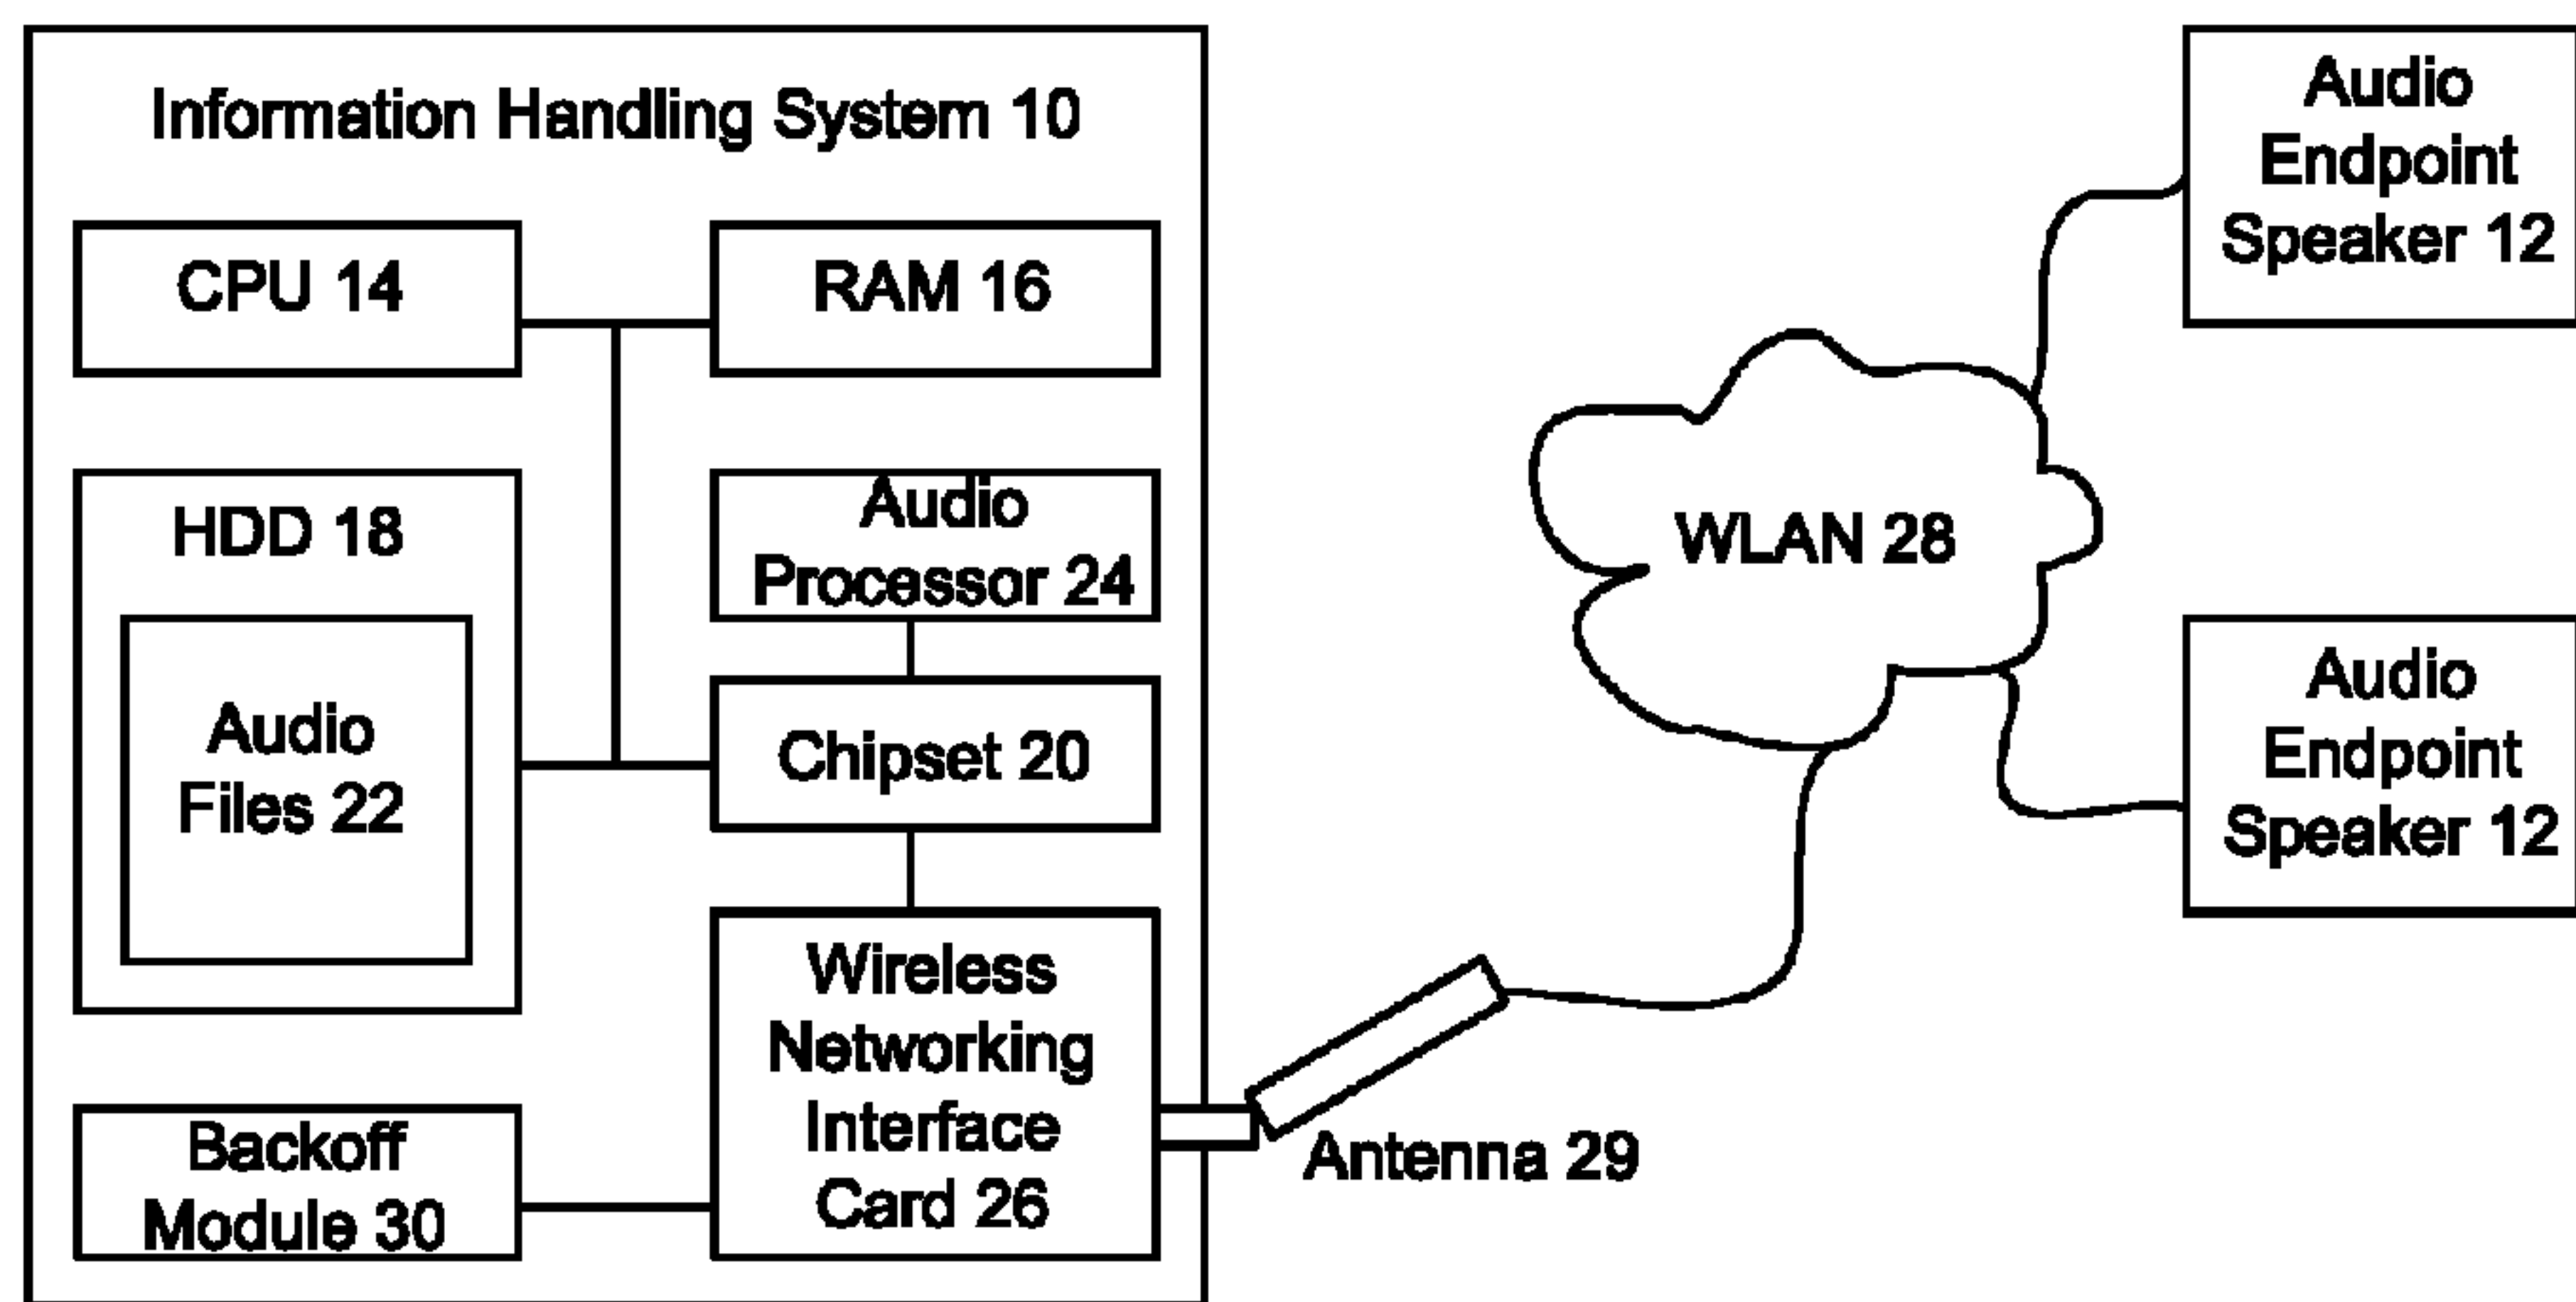 Information Handling System 10
CPU 14
RAM 16
HDD 18
Audio
Files 22
Audio
Processor 24
Chipset 20
Wireless
Networking
Interface
Card 26
Backoff
Module 30
Antenna 29
WLAN 28
Audio
Endpoint
Speaker 12
Audio
Endpoint
Speaker 12